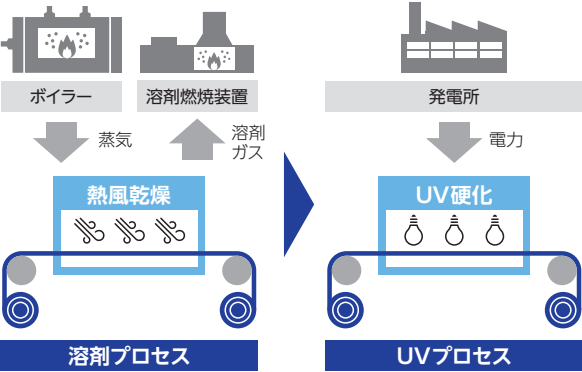 ボイラー
溶剤燃焼装置
発電所
蒸気
溶剤
ガス
電力
熱風乾燥
UV硬化
溶剤プロセス
UVプロセス